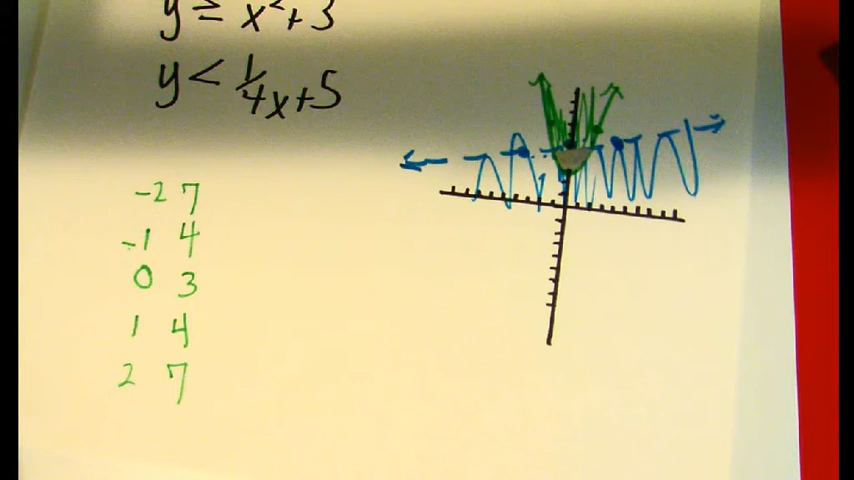 y ≥ x²+3
y < 1/4x+5
-2 7
-1 4
0 3
1 4
2 7